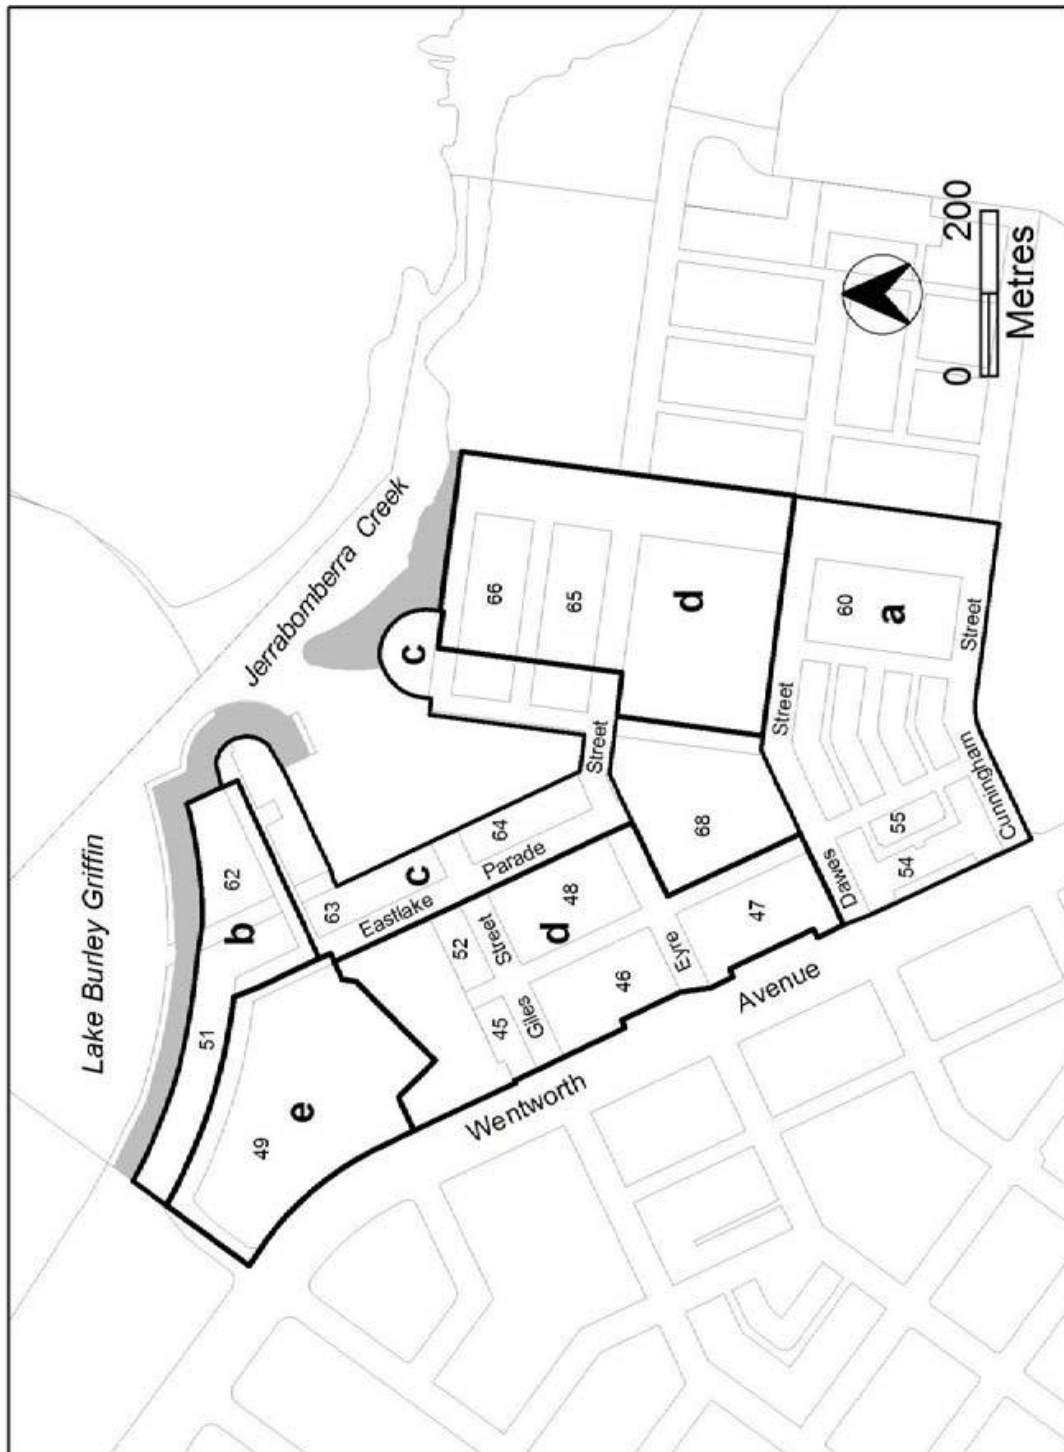 Lake Burley Griffin
Jerrabomberra Creek
62
b
51
63
c
c
66
e
49
Eastlake
Parade
64
Street
65
52
Street
45
Giles
d
48
46
d
68
Eyre
47
Wentworth
Avenue
Street
60
a
Dawes
55
54
Cunningham
Street
0
200
Metres